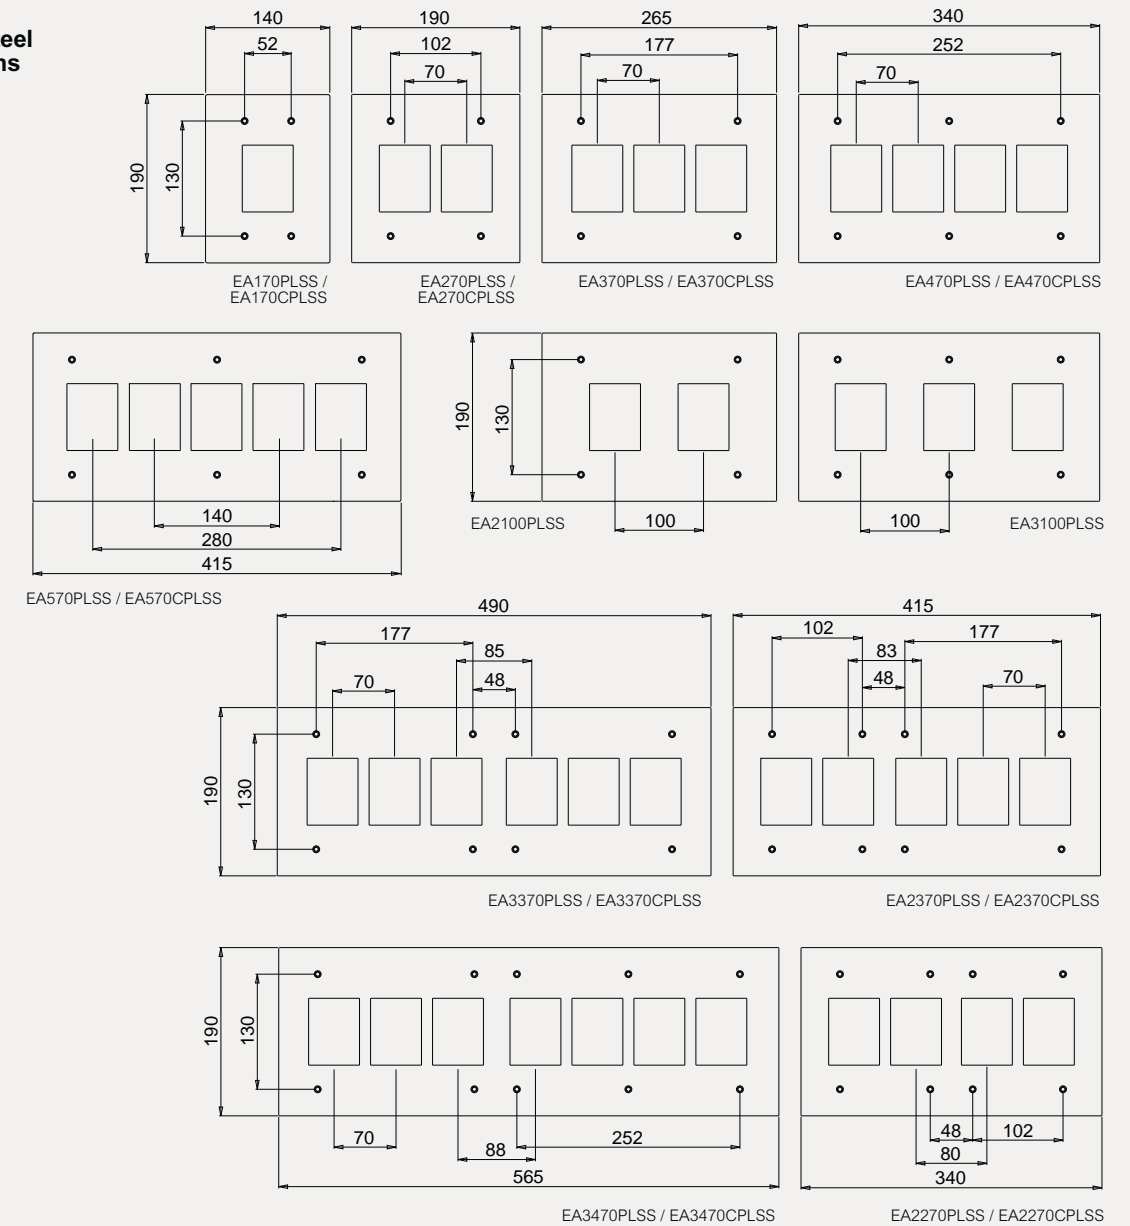 140
190
265
340
eel
ns
52
102
177
252
70
70
70
190
130
EA170PLSS /
EA170CPLSS
EA270PLSS /
EA270CPLSS
EA370PLSS / EA370CPLSS
EA470PLSS / EA470CPLSS
190
130
140
280
415
EA2100PLSS
100
100
EA3100PLSS
EA570PLSS / EA570CPLSS
490
415
177
102
177
85
83
70
48
48
70
190
130
EA3370PLSS / EA3370CPLSS
EA2370PLSS / EA2370CPLSS
190
130
70
252
48
102
88
80
565
340
EA3470PLSS / EA3470CPLSS
EA2270PLSS / EA2270CPLSS